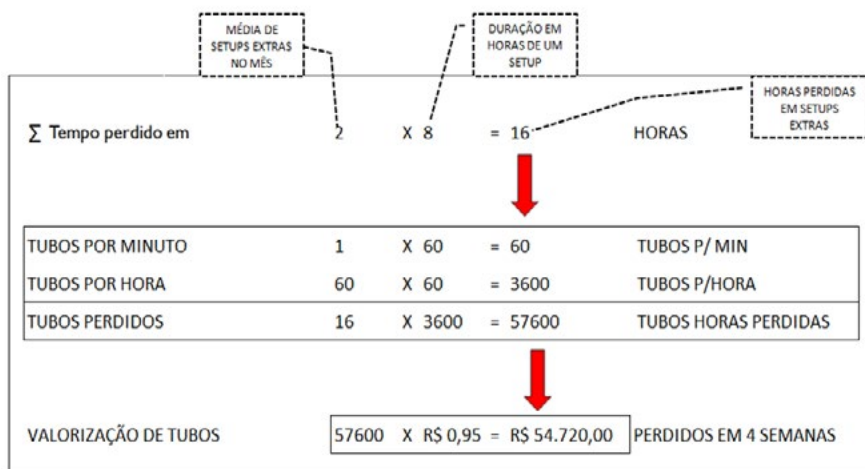 MÉDIA DE
SETUPS EXTRAS
NO MÊS
DURAÇÃO EM
HORAS DE UM
SETUP
HORAS PERDIDAS
EM SETUPS
EXTRAS
∑ Tempo perdido em 2 X 8 = 16 HORAS
TUBOS POR MINUTO 1 X 60 = 60 TUBOS P/ MIN
TUBOS POR HORA 60 X 60 = 3600 TUBOS P/HORA
TUBOS PERDIDOS 16 X 3600 = 57600 TUBOS HORAS PERDIDAS
VALORIZAÇÃO DE TUBOS 57600 X R$ 0,95 = R$ 54.720,00 PERDIDOS EM 4 SEMANAS